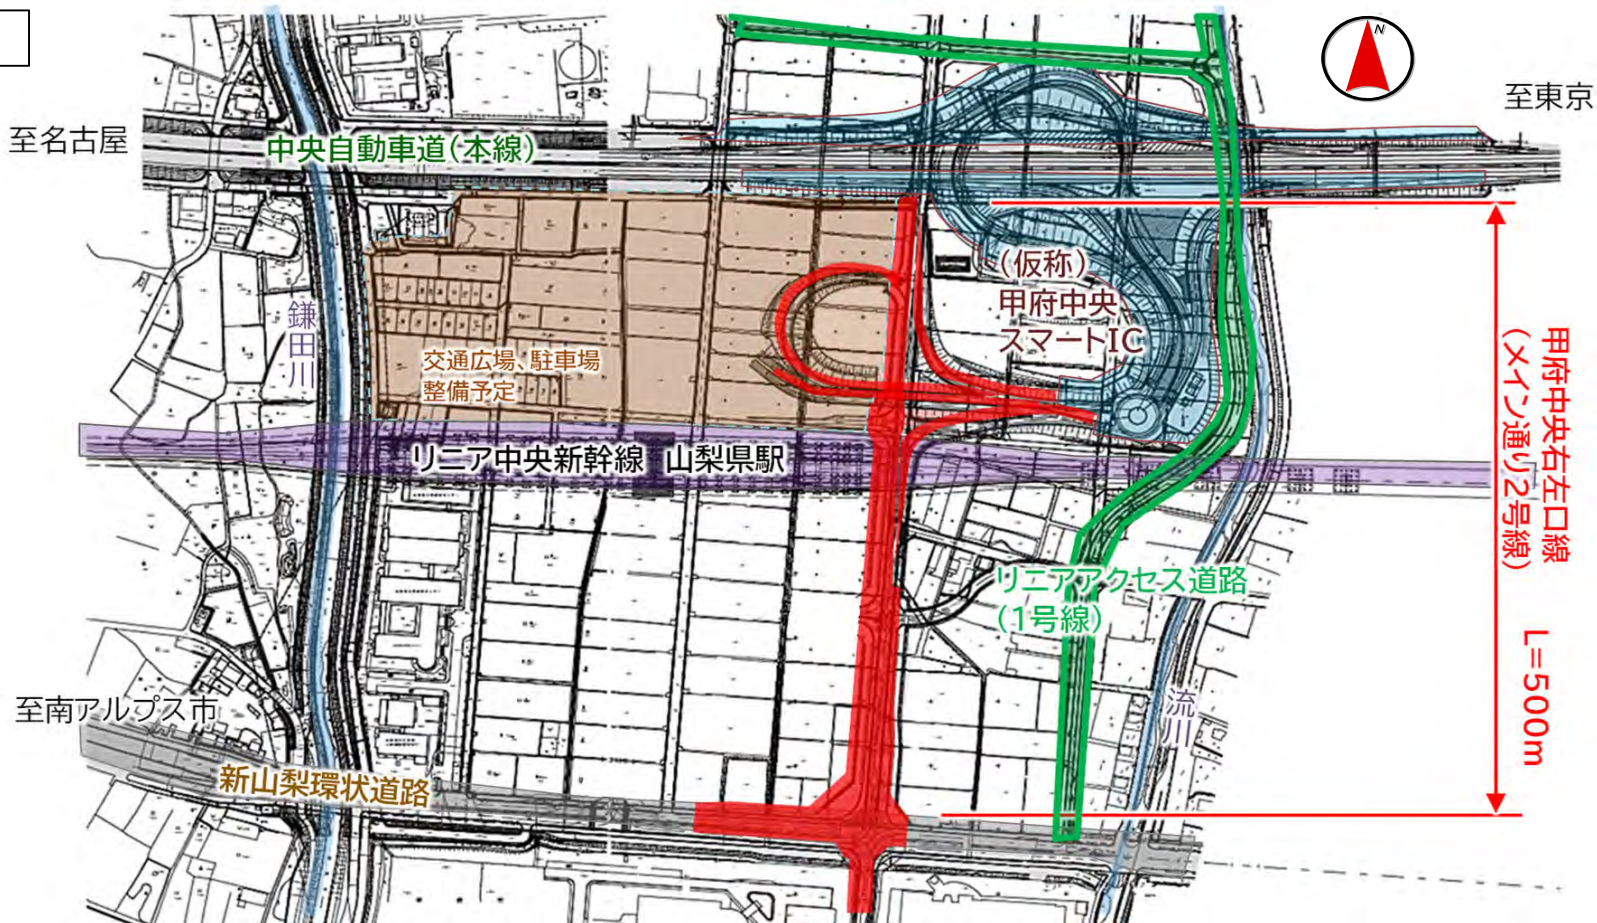 N
至東京
至名古屋
中央自動車道(本線)
(仮称)
甲府中央
スマートIC
鎌田川
交通広場、駐車場
整備予定
甲府中央右左口線
(メイン通り2号線)
L=500m
リニア中央新幹線 山梨県駅
リニアアクセス道路
(1号線)
流川
至南アルプス市
新山梨環状道路